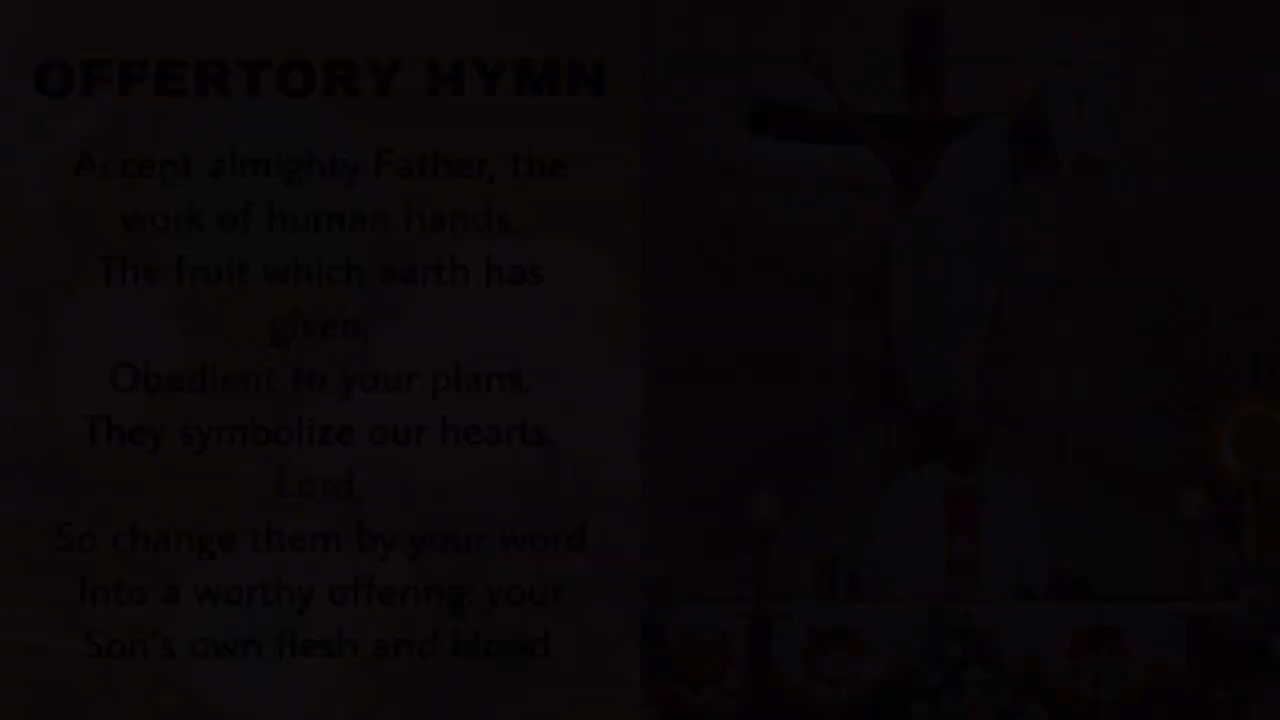 OFFERTORY HYMN
Accept almighty Father, the
work of human hands,
The fruit which earth has
given,
Obedient to your plans.
They symbolize our hearts,
Lord,
So change them by your word
Into a worthy offering: your
Son's own flesh and blood.